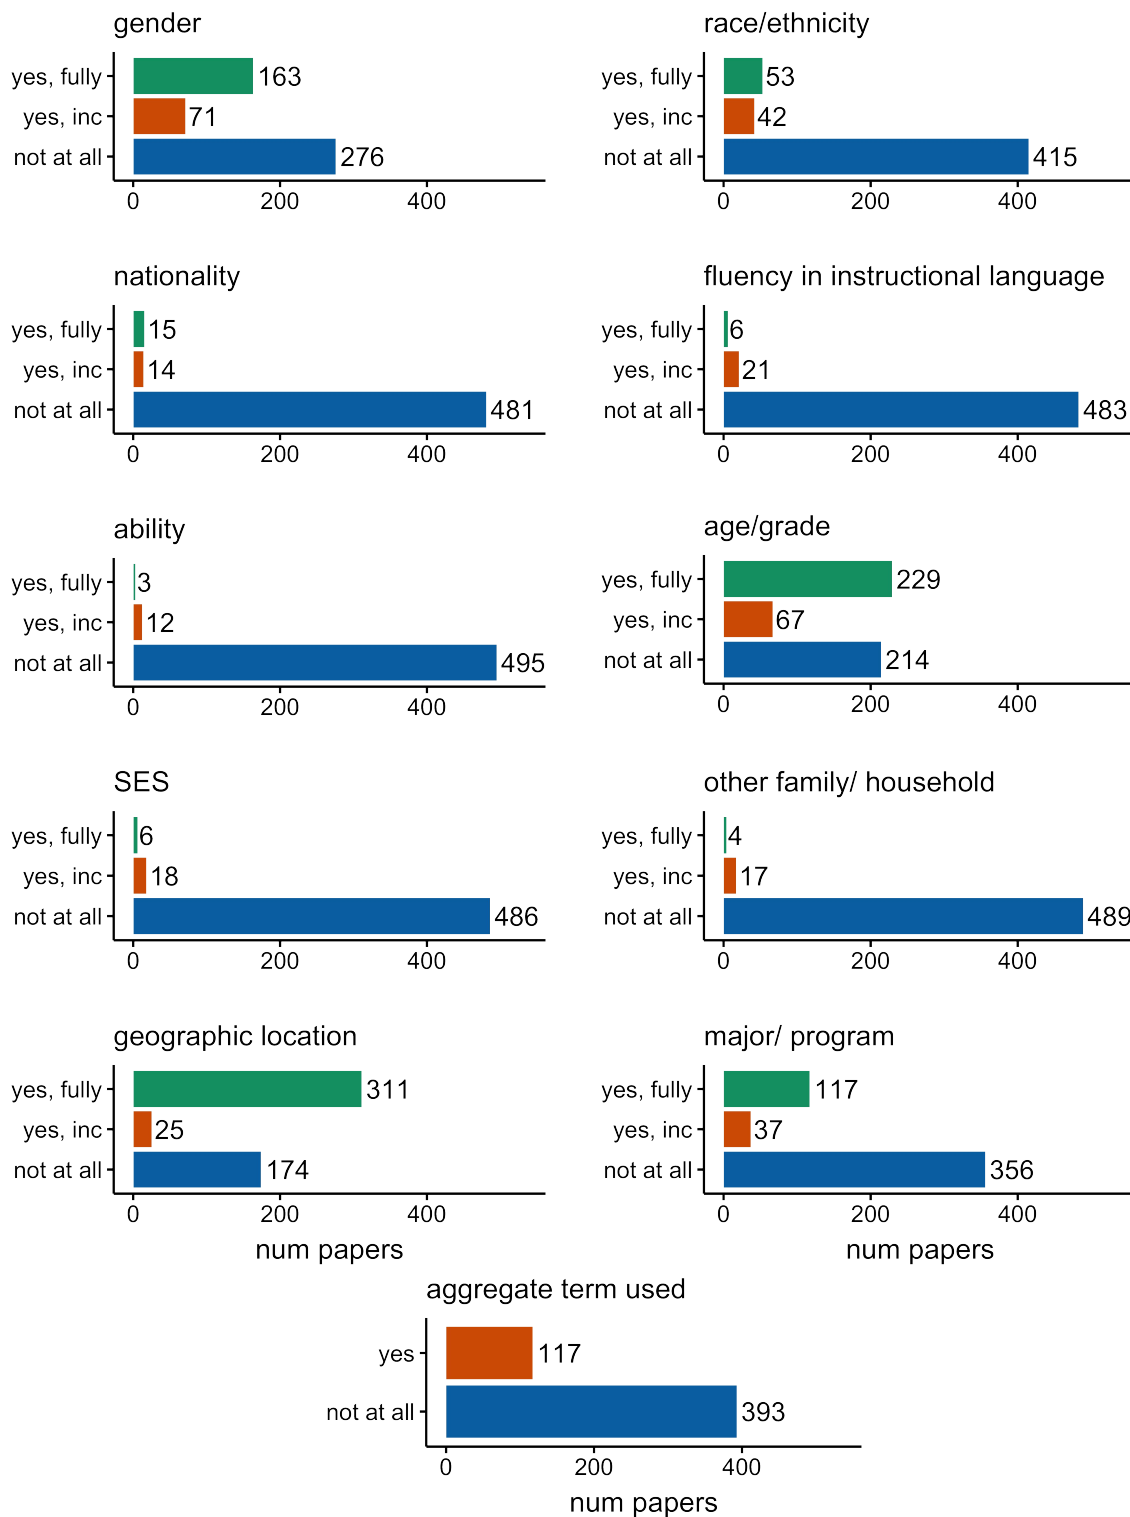 gender
yes, fully 163
yes, inc 71
not at all 276
0 200 400
race/ethnicity
yes, fully 53
yes, inc 42
not at all 415
0 200 400
nationality
yes, fully 15
yes, inc 14
not at all 481
0 200 400
fluency in instructional language
yes, fully 6
yes, inc 21
not at all 483
0 200 400
ability
yes, fully 3
yes, inc 12
not at all 495
0 200 400
age/grade
yes, fully 229
yes, inc 67
not at all 214
0 200 400
SES
yes, fully 6
yes, inc 18
not at all 486
0 200 400
other family/ household
yes, fully 4
yes, inc 17
not at all 489
0 200 400
geographic location
yes, fully 311
yes, inc 25
not at all 174
0 200 400
num papers
major/ program
yes, fully 117
yes, inc 37
not at all 356
0 200 400
num papers
aggregate term used
yes 117
not at all 393
0 200 400
num papers